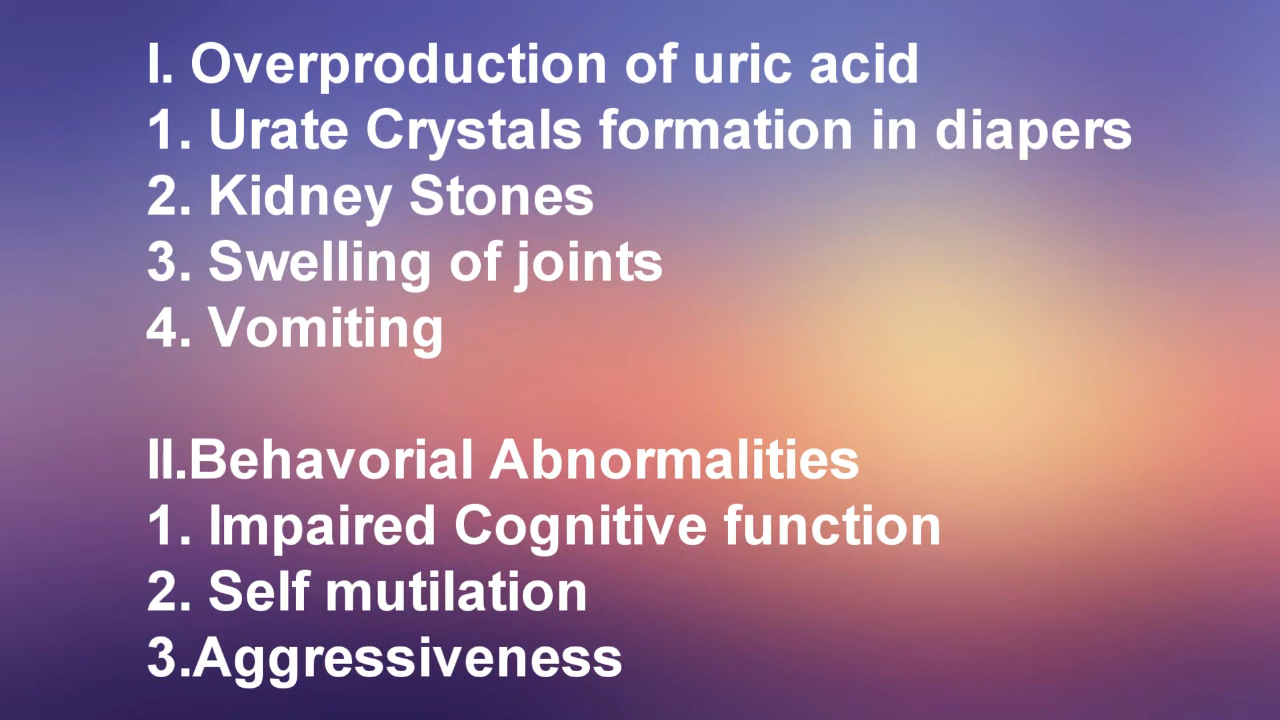 I. Overproduction of uric acid
1. Urate Crystals formation in diapers
2. Kidney Stones
3. Swelling of joints
4. Vomiting
II.Behavorial Abnormalities
1. Impaired Cognitive function
2. Self mutilation
3.Aggressiveness